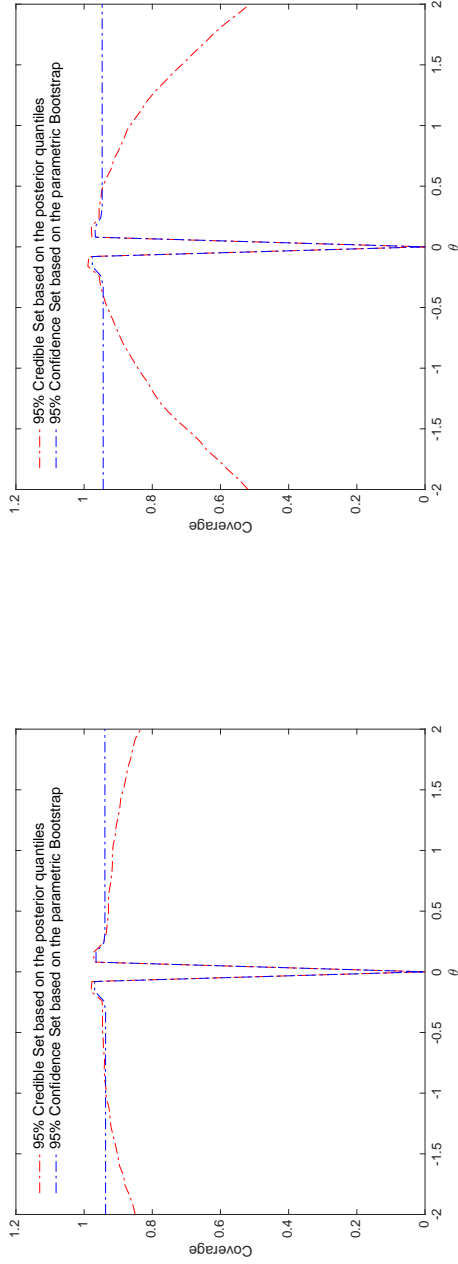 95% Credible Set based on the posterior quantiles
95% Confidence Set based on the parametric Bootstrap
Coverage
1.2
1
0.8
0.6
0.4
0.2
0
-2 -1.5 -1 -0.5 0 0.5 1 1.5 2
θ
95% Credible Set based on the posterior quantiles
95% Confidence Set based on the parametric Bootstrap
Coverage
1.2
1
0.8
0.6
0.4
0.2
0
-2 -1.5 -1 -0.5 0 0.5 1 1.5 2
θ